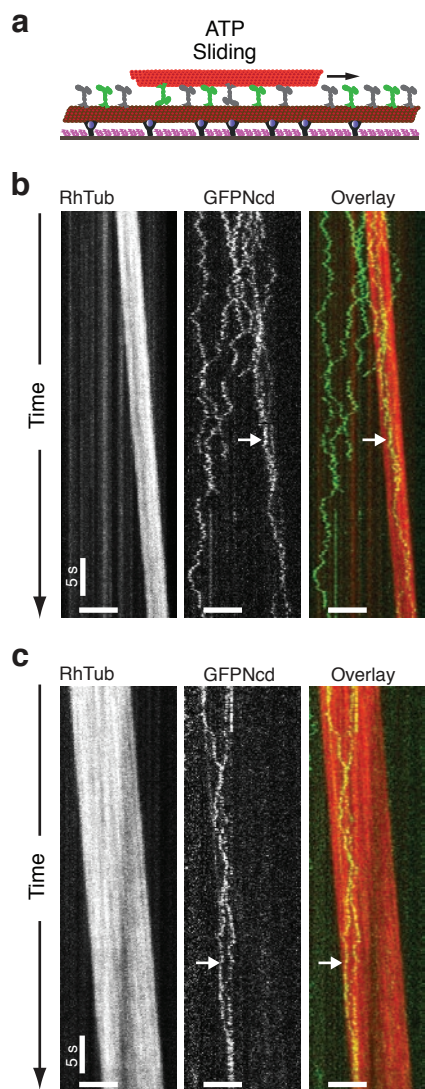 a
ATP
Sliding
b
RhTub
GFPNcd
Overlay
Time
5 s
c
RhTub
GFPNcd
Overlay
Time
5 s